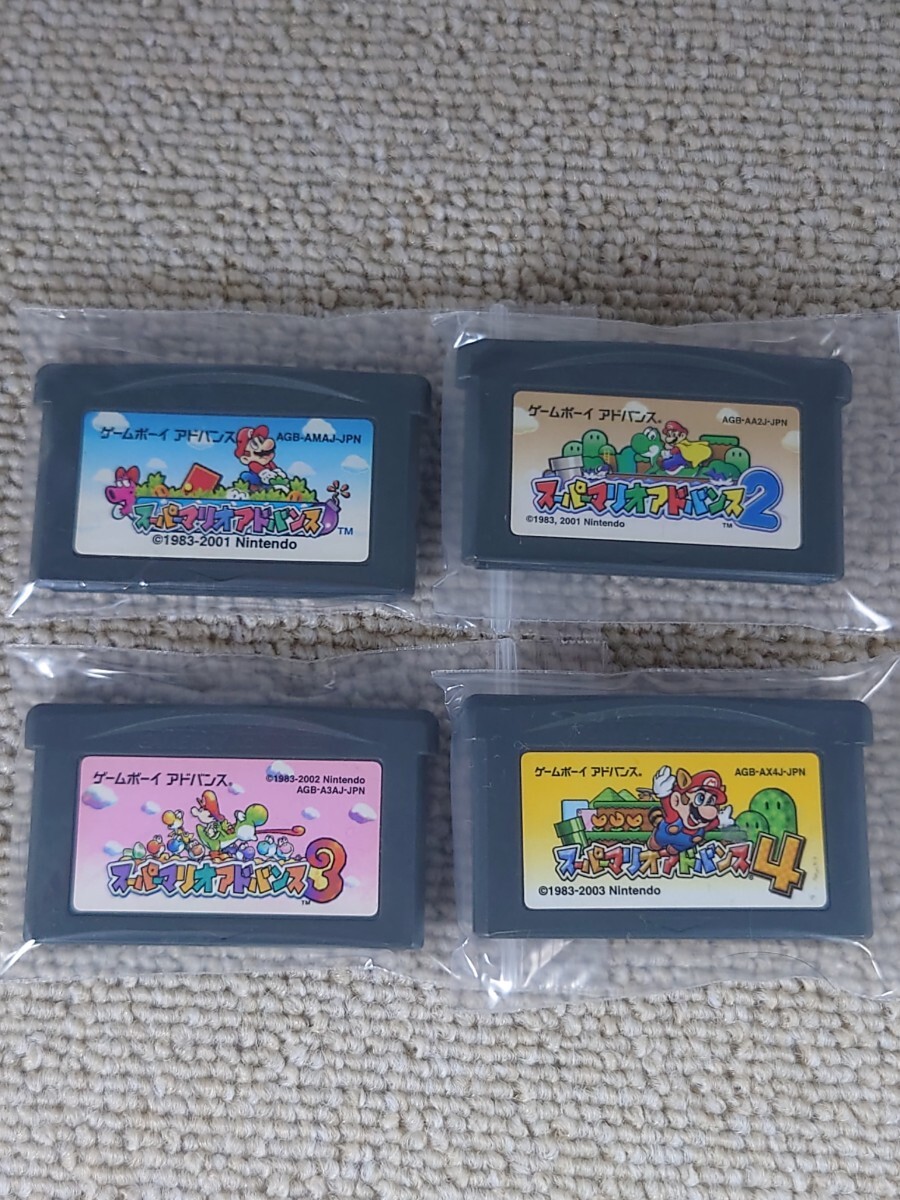 ゲームボーイ アドバンス
AGB-AMAJ-JPN
スーパーマリオアドバンス
TM
©1983-2001 Nintendo
ゲームボーイ アドバンス®
AGB-AA2J-JPN
スーパーマリオアドバンス2
TM
©1983, 2001 Nintendo
ゲームボーイ アドバンス®
©1983-2002 Nintendo
AGB-A3AJ-JPN
スーパーマリオアドバンス3
TM
ゲームボーイ アドバンス®
AGB-AX4J-JPN
スーパーマリオアドバンス®4
©1983-2003 Nintendo